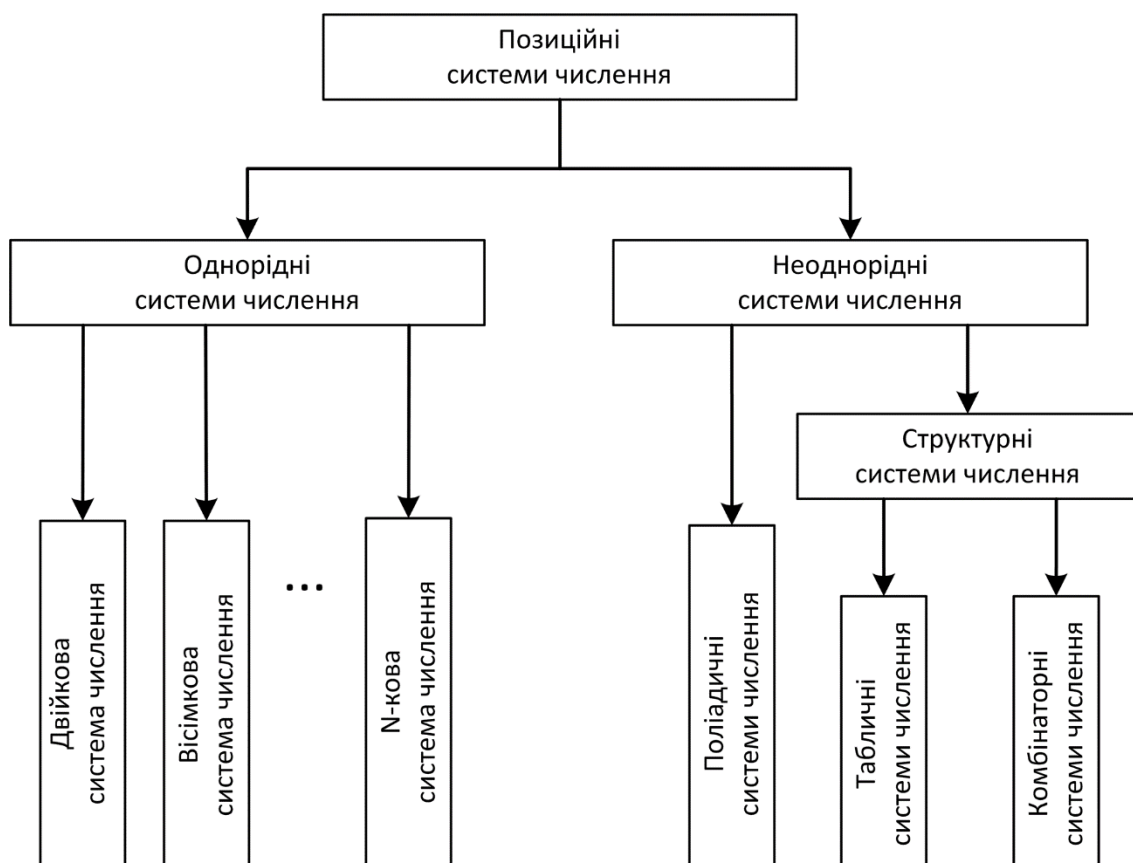 Позиційні
системи числення
Однорідні
системи числення
Неоднорідні
системи числення
Структурні
системи числення
Двійкова
система числення
Вісімкова
система числення
...
N-кова
система числення
Поліадичні
системи числення
Табличні
системи числення
Комбінаторні
системи числення